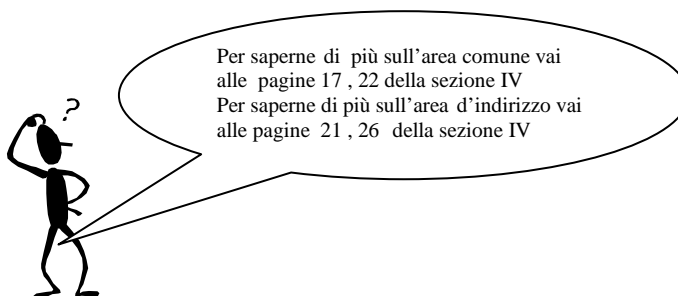 ?
Per saperne di più sull’area comune vai
alle pagine 17 , 22 della sezione IV
Per saperne di più sull’area d’indirizzo vai
alle pagine 21 , 26 della sezione IV